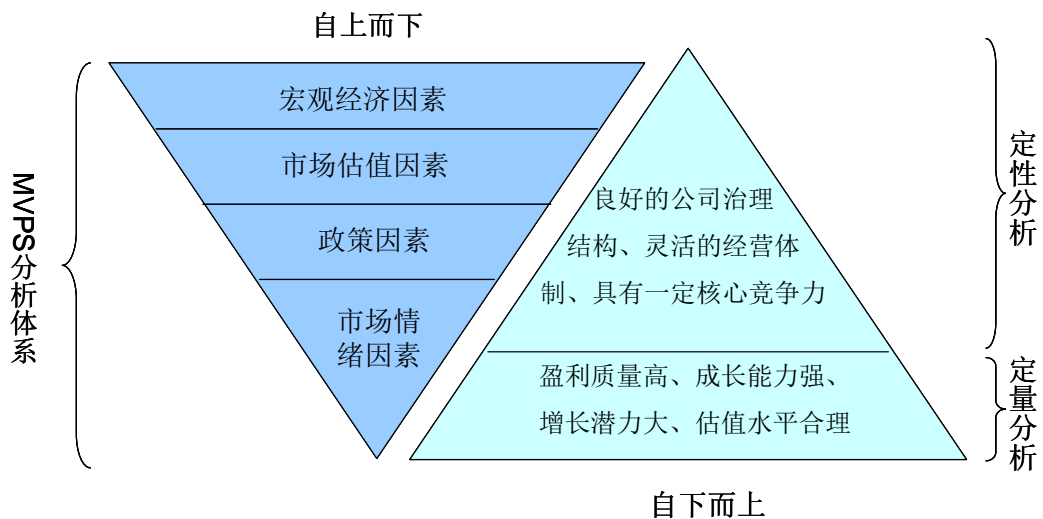 自上而下
MVPS分析体系
宏观经济因素
市场估值因素
政策因素
市场情
绪因素
良好的公司治理
结构、灵活的经营体
制、具有一定核心竞争力
盈利质量高、成长能力强、
增长潜力大、估值水平合理
定性分析
定量分析
自下而上